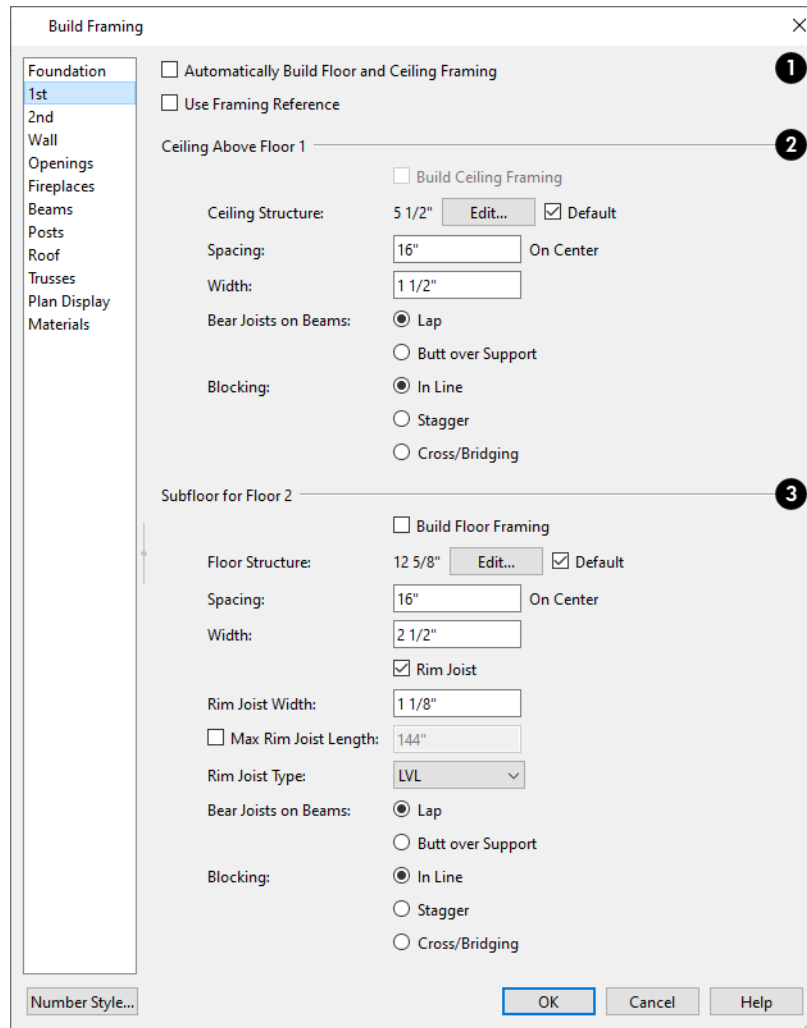 Build Framing
Foundation
1st
2nd
Wall
Openings
Fireplaces
Beams
Posts
Roof
Trusses
Plan Display
Materials
Automatically Build Floor and Ceiling Framing 1
Use Framing Reference
Ceiling Above Floor 1 2
Build Ceiling Framing
Ceiling Structure: 5 1/2" Edit... Default
Spacing: 16" On Center
Width: 1 1/2"
Bear Joists on Beams: Lap
Butt over Support
Blocking: In Line
Stagger
Cross/Bridging
Subfloor for Floor 2 3
Build Floor Framing
Floor Structure: 12 5/8" Edit... Default
Spacing: 16" On Center
Width: 2 1/2"
Rim Joist
Rim Joist Width: 1 1/8"
Max Rim Joist Length: 144"
Rim Joist Type: LVL
Bear Joists on Beams: Lap
Butt over Support
Blocking: In Line
Stagger
Cross/Bridging
Number Style... OK Cancel Help